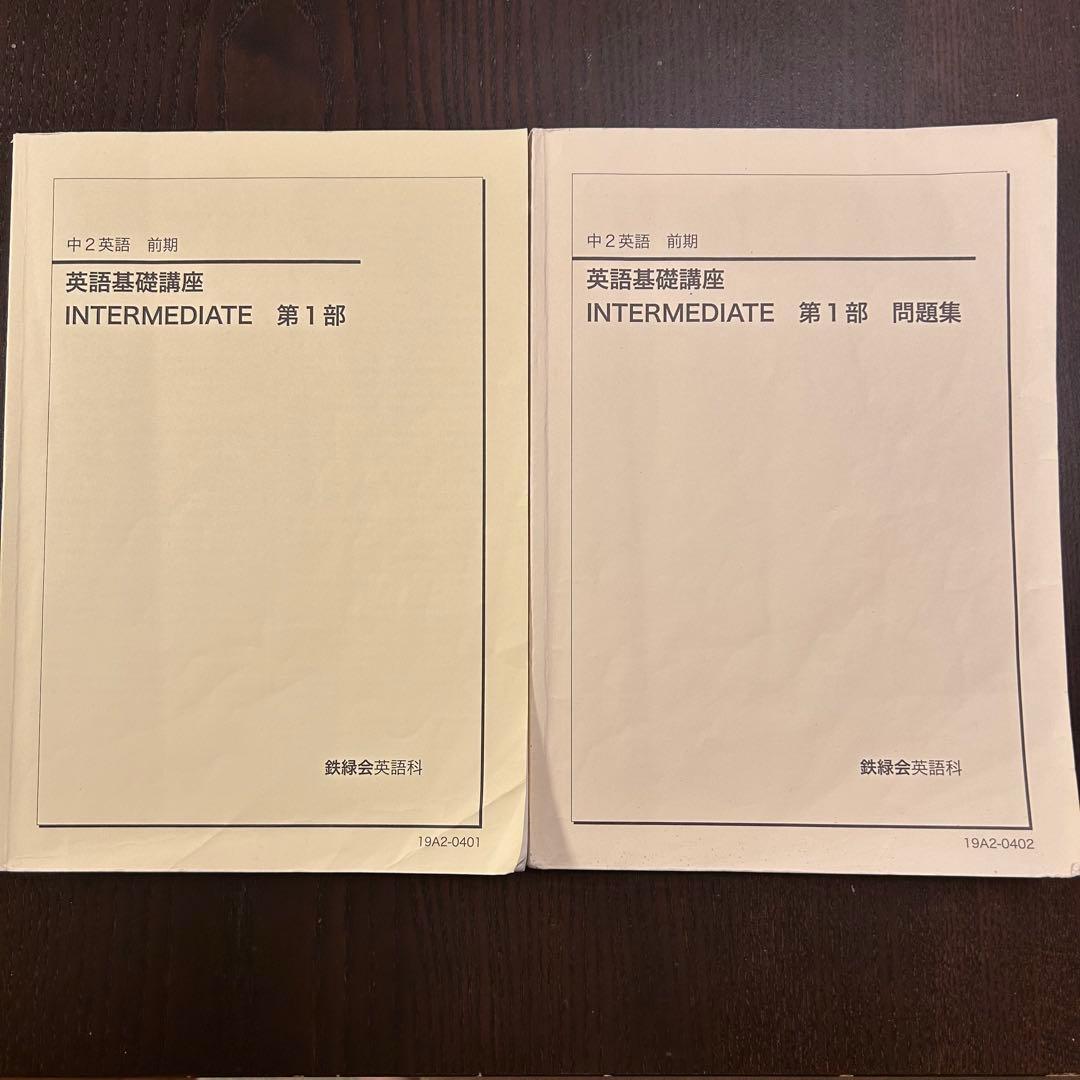 中２英語　前期
英語基礎講座
INTERMEDIATE　第１部
鉄緑会英語科
19A2-0401
中２英語　前期
英語基礎講座
INTERMEDIATE　第１部　問題集
鉄緑会英語科
19A2-0402